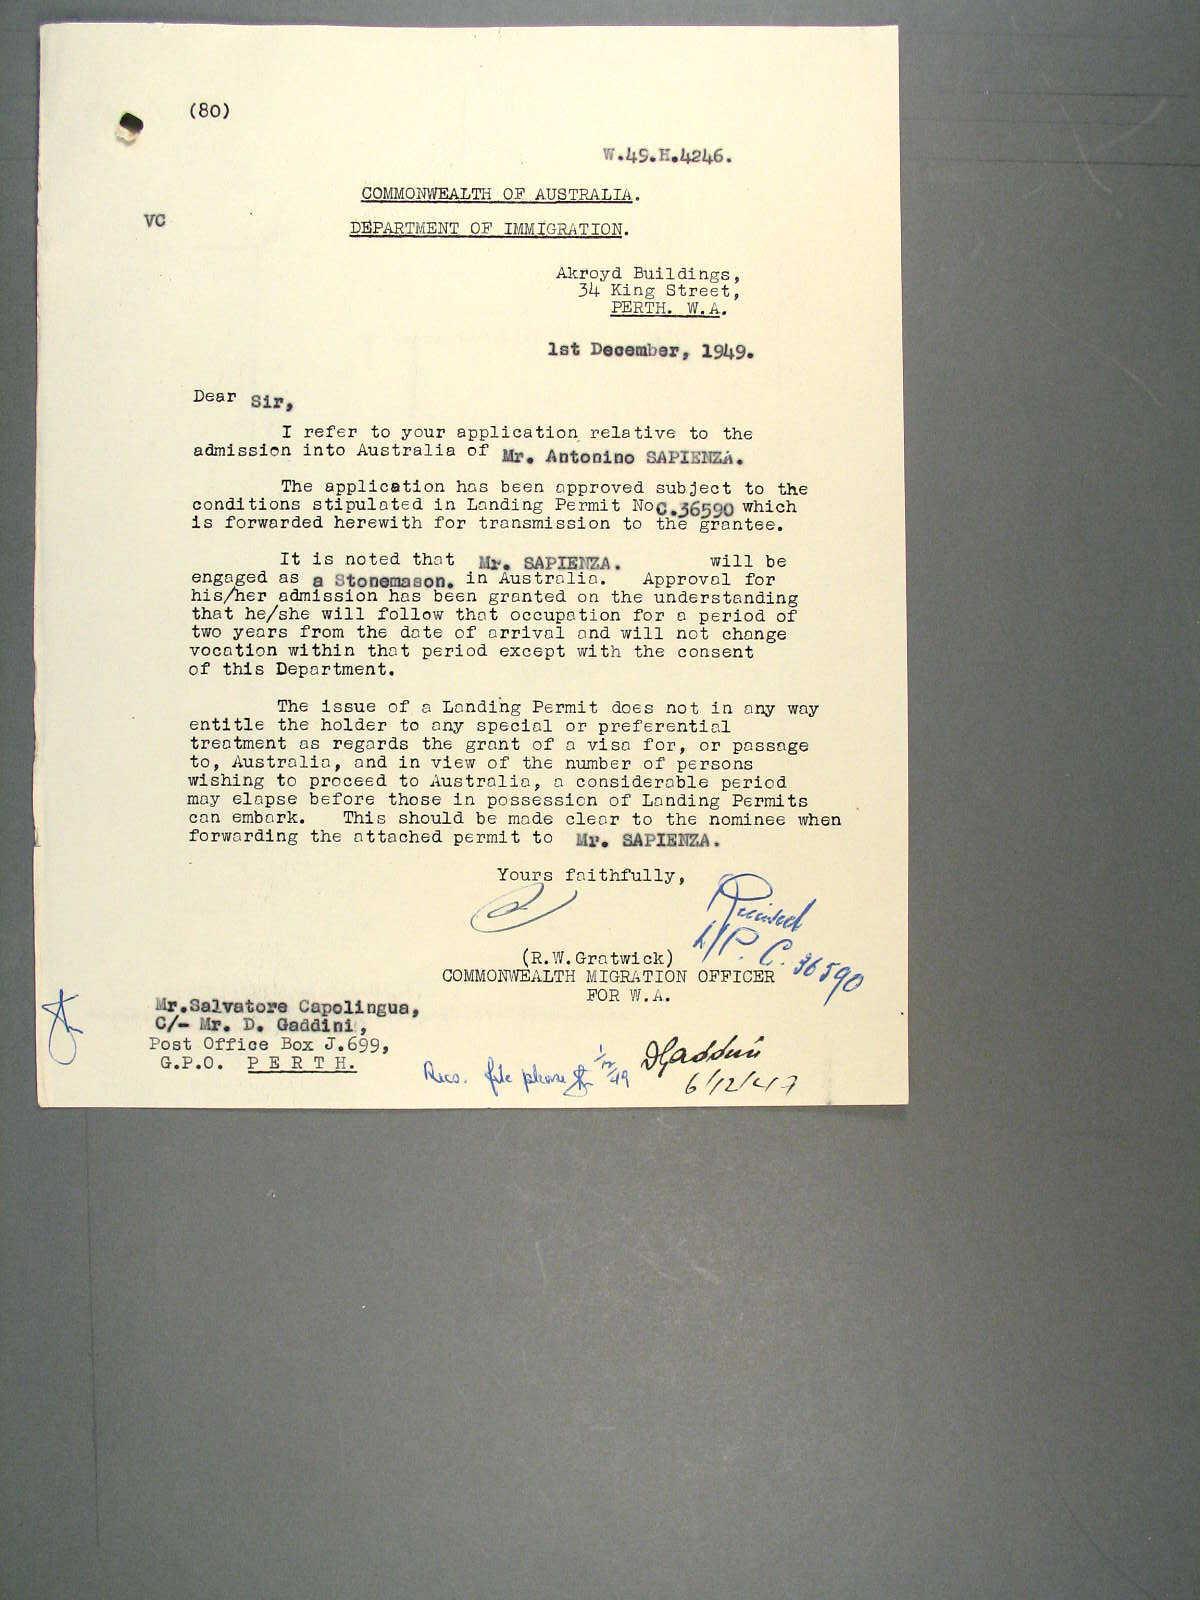 (80)
W.49.H.4246.
COMMONWEALTH OF AUSTRALIA.
VC
DEPARTMENT OF IMMIGRATION.
Akroyd Buildings,
34 King Street,
PERTH. W.A.
1st December, 1949.
Dear Sir,
I refer to your application relative to the
admission into Australia of Mr. Antonino SAPIENZA.
The application has been approved subject to the
conditions stipulated in Landing Permit No C.36590 which
is forwarded herewith for transmission to the grantee.
It is noted that Mr. SAPIENZA. will be
engaged as a Stonemason. in Australia. Approval for
his/her admission has been granted on the understanding
that he/she will follow that occupation for a period of
two years from the date of arrival and will not change
vocation within that period except with the consent
of this Department.
The issue of a Landing Permit does not in any way
entitle the holder to any special or preferential
treatment as regards the grant of a visa for, or passage
to, Australia, and in view of the number of persons
wishing to proceed to Australia, a considerable period
may elapse before those in possession of Landing Permits
can embark. This should be made clear to the nominee when
forwarding the attached permit to Mr. SAPIENZA.
Yours faithfully,
Received
L/P. C. 36590
(R.W.Gratwick)
COMMONWEALTH MIGRATION OFFICER
FOR W.A.
Mr.Salvatore Capolingua,
C/- Mr. D. Gaddini,
Post Office Box J.699,
G.P.O. P E R T H.
Recs. file please 1/12/49
DGaddini
6/12/49